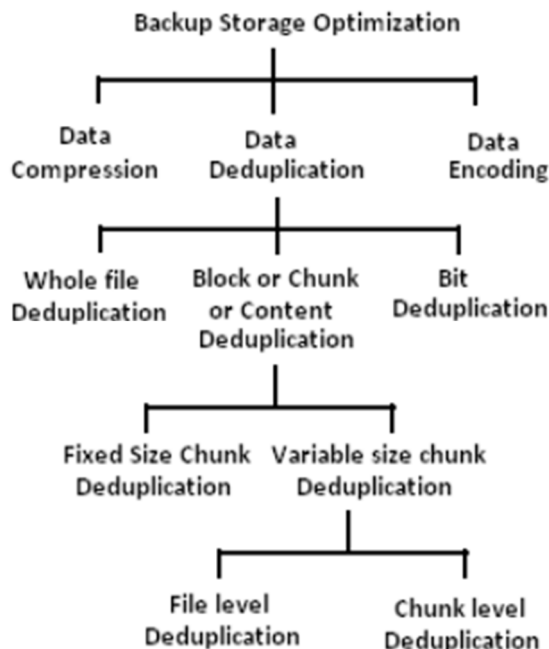 Backup Storage Optimization
Data
Compression
Data
Deduplication
Data
Encoding
Whole file
Deduplication
Block or Chunk
or Content
Deduplication
Bit
Deduplication
Fixed Size Chunk
Deduplication
Variable size chunk
Deduplication
File level
Deduplication
Chunk level
Deduplication